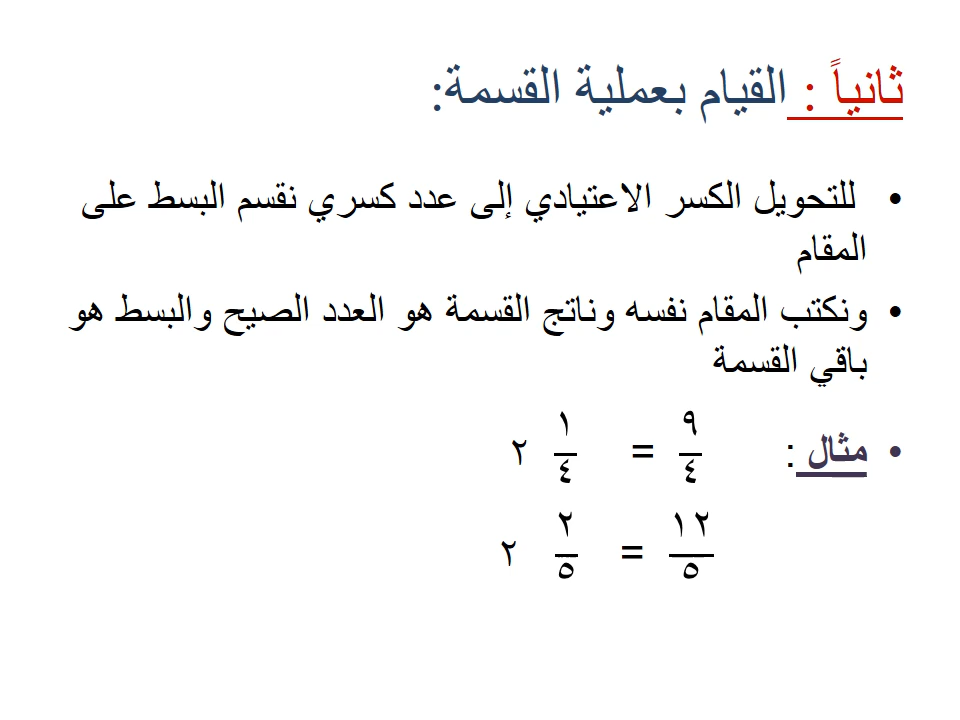 ثانياً : القيام بعملية القسمة:
• للتحويل الكسر الاعتيادي إلى عدد كسري نقسم البسط على
المقام
• ونكتب المقام نفسه وناتج القسمة هو العدد الصيح والبسط هو
باقي القسمة
• مثال : ٩/٤ = ١/٤ ٢
١٢/٥ = ٢/٥ ٢